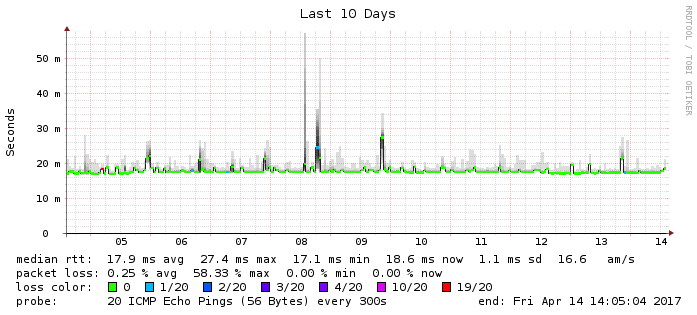 Last 10 Days
RRDTOOL / TOBI OETIKER
Seconds
50 m
40 m
30 m
20 m
10 m
0
05 06 07 08 09 10 11 12 13 14
median rtt: 17.9 ms avg 27.4 ms max 17.1 ms min 18.6 ms now 1.1 ms sd 16.6 am/s
packet loss: 0.25 % avg 58.33 % max 0.00 % min 0.00 % now
loss color: 0 1/20 2/20 3/20 4/20 10/20 19/20
probe: 20 ICMP Echo Pings (56 Bytes) every 300s end: Fri Apr 14 14:05:04 2017